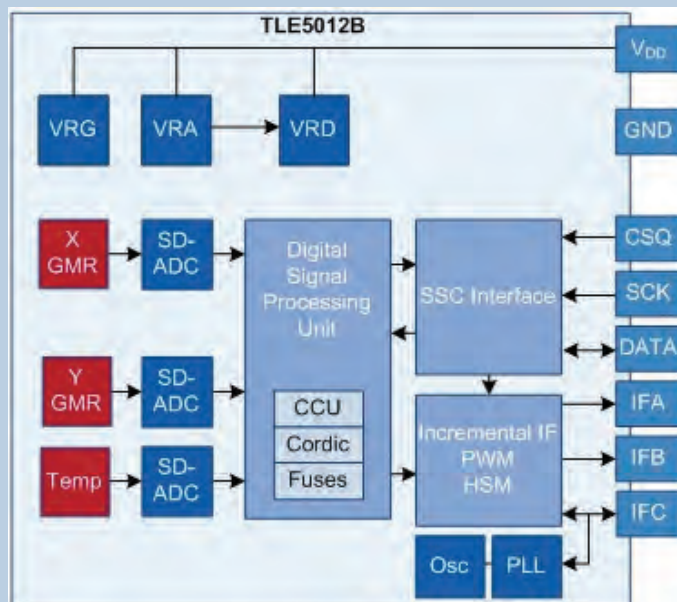 TLE5012B
VDD
VRG
VRA
VRD
GND
X
GMR
SD-
ADC
Digital
Signal
Processing
Unit
SSC Interface
CSQ
SCK
DATA
Y
GMR
SD-
ADC
CCU
Cordic
Fuses
Incremental IF
PWM
HSM
IFA
IFB
IFC
Temp
SD-
ADC
Osc
PLL